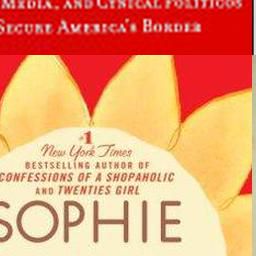 MEDIA, AND CYNICAL POLITICOS
SECURE AMERICA'S BORDER
#1
New York Times
BESTSELLING AUTHOR OF
CONFESSIONS OF A SHOPAHOLIC
AND TWENTIES GIRL
SOPHIE